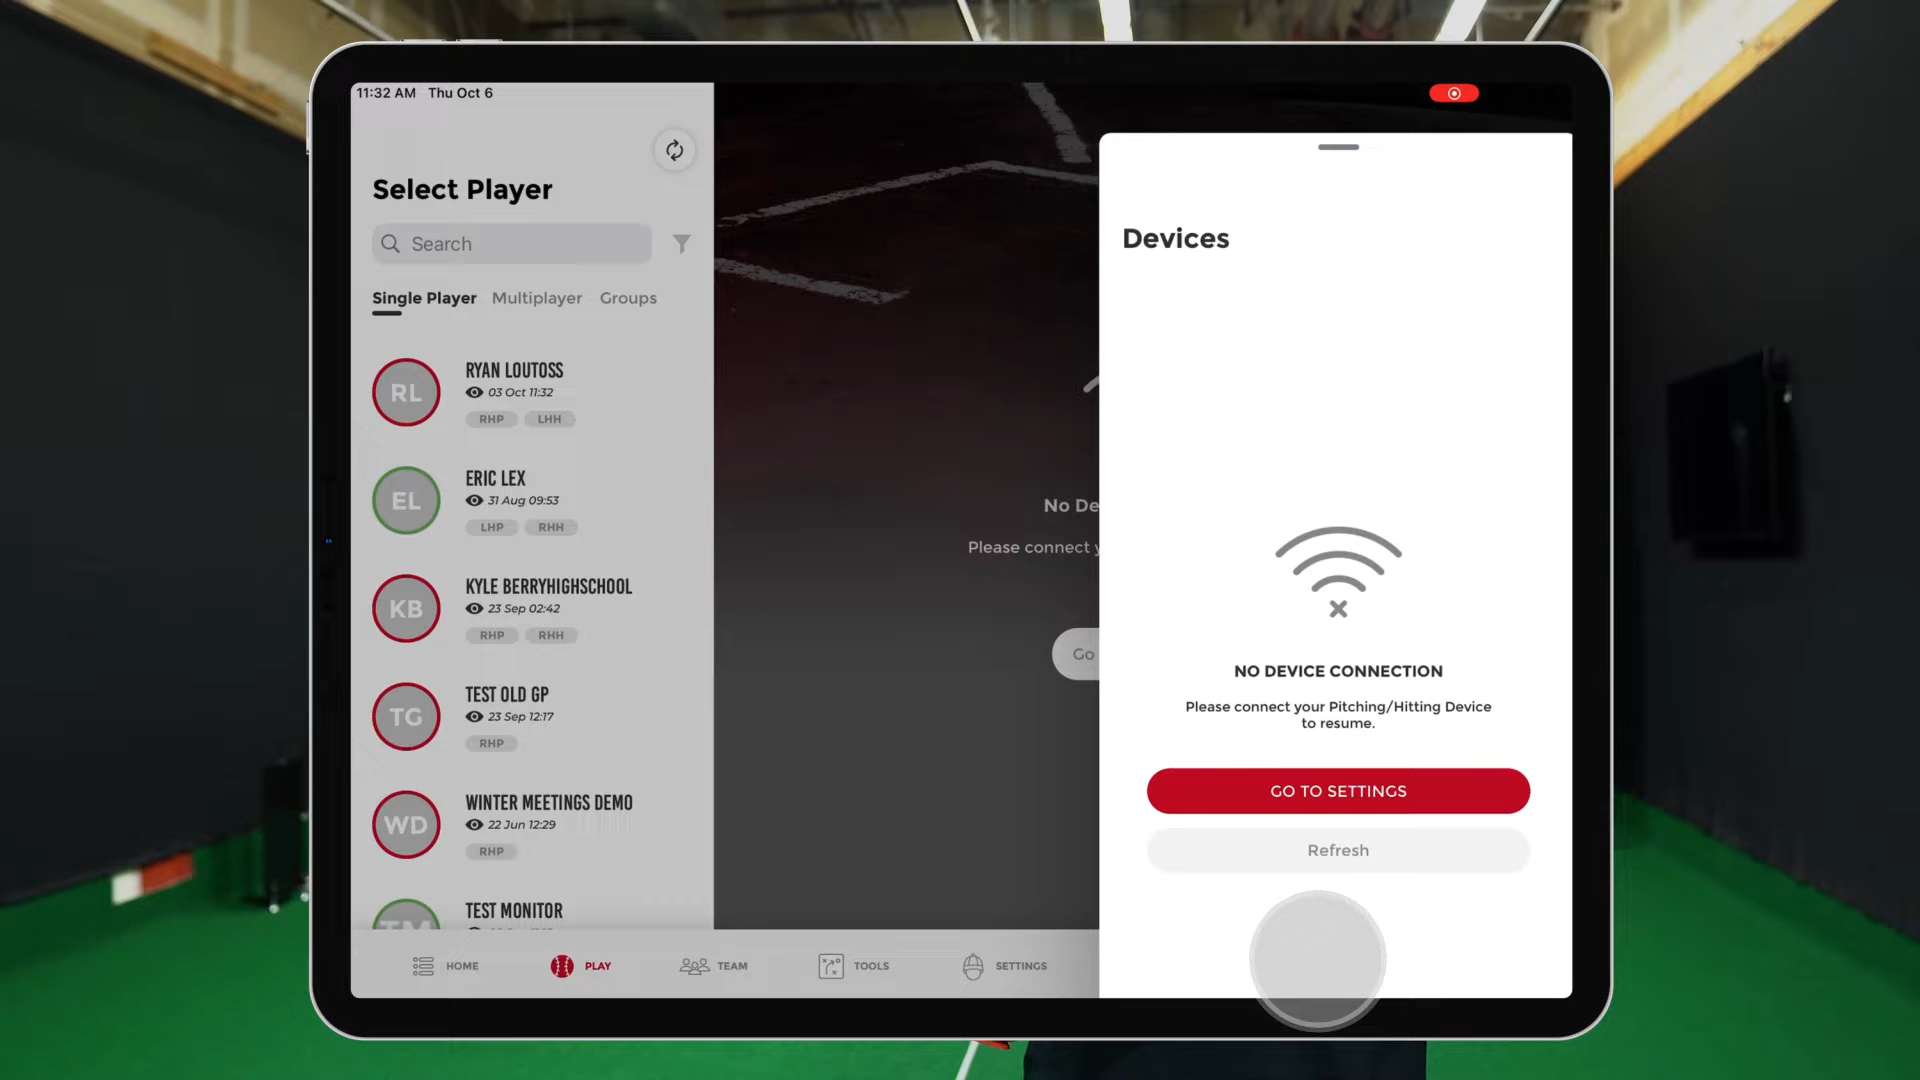 11:32 AM Thu Oct 6
Select Player
Search
Single Player Multiplayer Groups
RL
RYAN LOUTOSS
03 Oct 11:32
RHP LHH
EL
ERIC LEX
31 Aug 09:53
LHP RHH
KB
KYLE BERRYHIGHSCHOOL
23 Sep 02:42
RHP RHH
TG
TEST OLD GP
23 Sep 12:17
RHP
WD
WINTER MEETINGS DEMO
22 Jun 12:29
RHP
TM
TEST MONITOR
HOME PLAY TEAM TOOLS SETTINGS
No De
Please connect y
Go
Devices
NO DEVICE CONNECTION
Please connect your Pitching/Hitting Device
to resume.
GO TO SETTINGS
Refresh